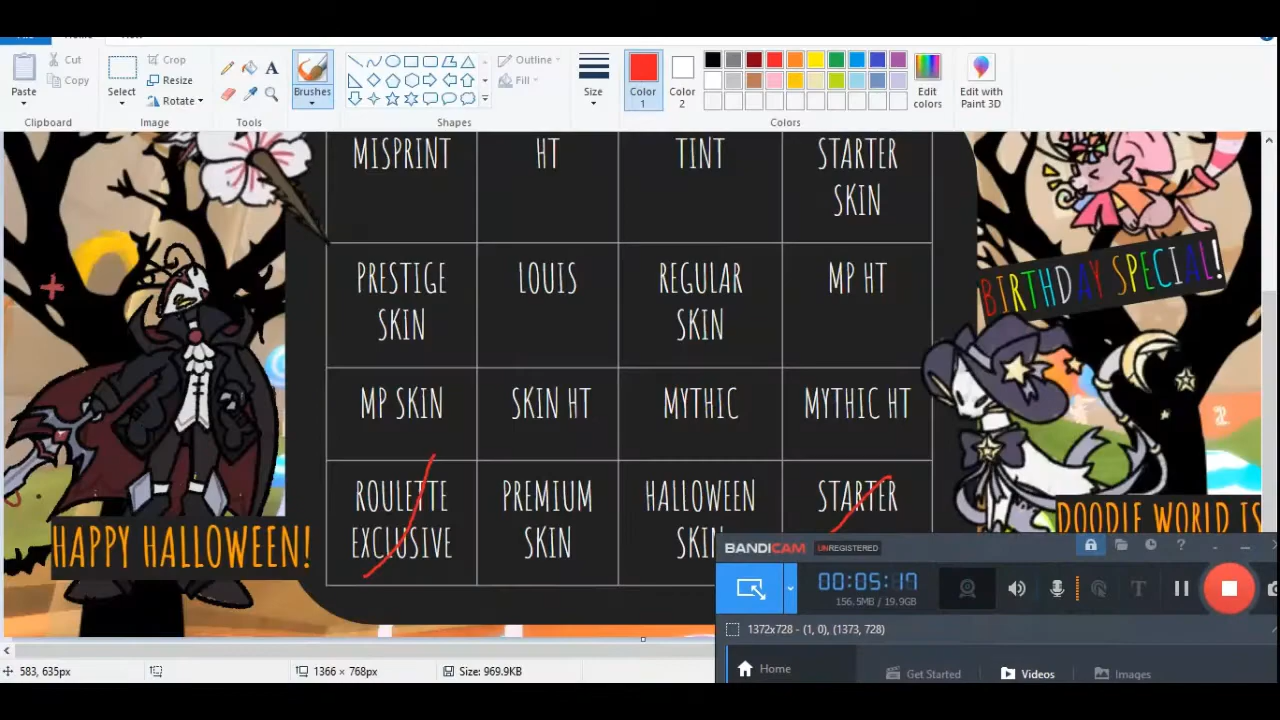 Cut
Copy
Paste
Clipboard
Select
Crop
Resize
Rotate
Image
Tools
Brushes
Outline
Fill
Shapes
Size
Color
1
Color
2
Edit
colors
Edit with
Paint 3D
Colors
MISPRINT
HT
TINT
STARTER
SKIN
PRESTIGE
SKIN
LOUIS
REGULAR
SKIN
MP HT
MP SKIN
SKIN HT
MYTHIC
MYTHIC HT
ROULETTE
EXCLUSIVE
PREMIUM
SKIN
HALLOWEEN
SKIN
STARTER
BIRTHDAY SPECIAL!
HAPPY HALLOWEEN!
DOODLE WORLD IS
BANDICAM UNREGISTERED
00:05:17
156.5MB / 19.9GB
1372x728 - (1, 0), (1373, 728)
Home
Get Started
Videos
Images
583, 635px
1366 × 768px
Size: 969.9KB